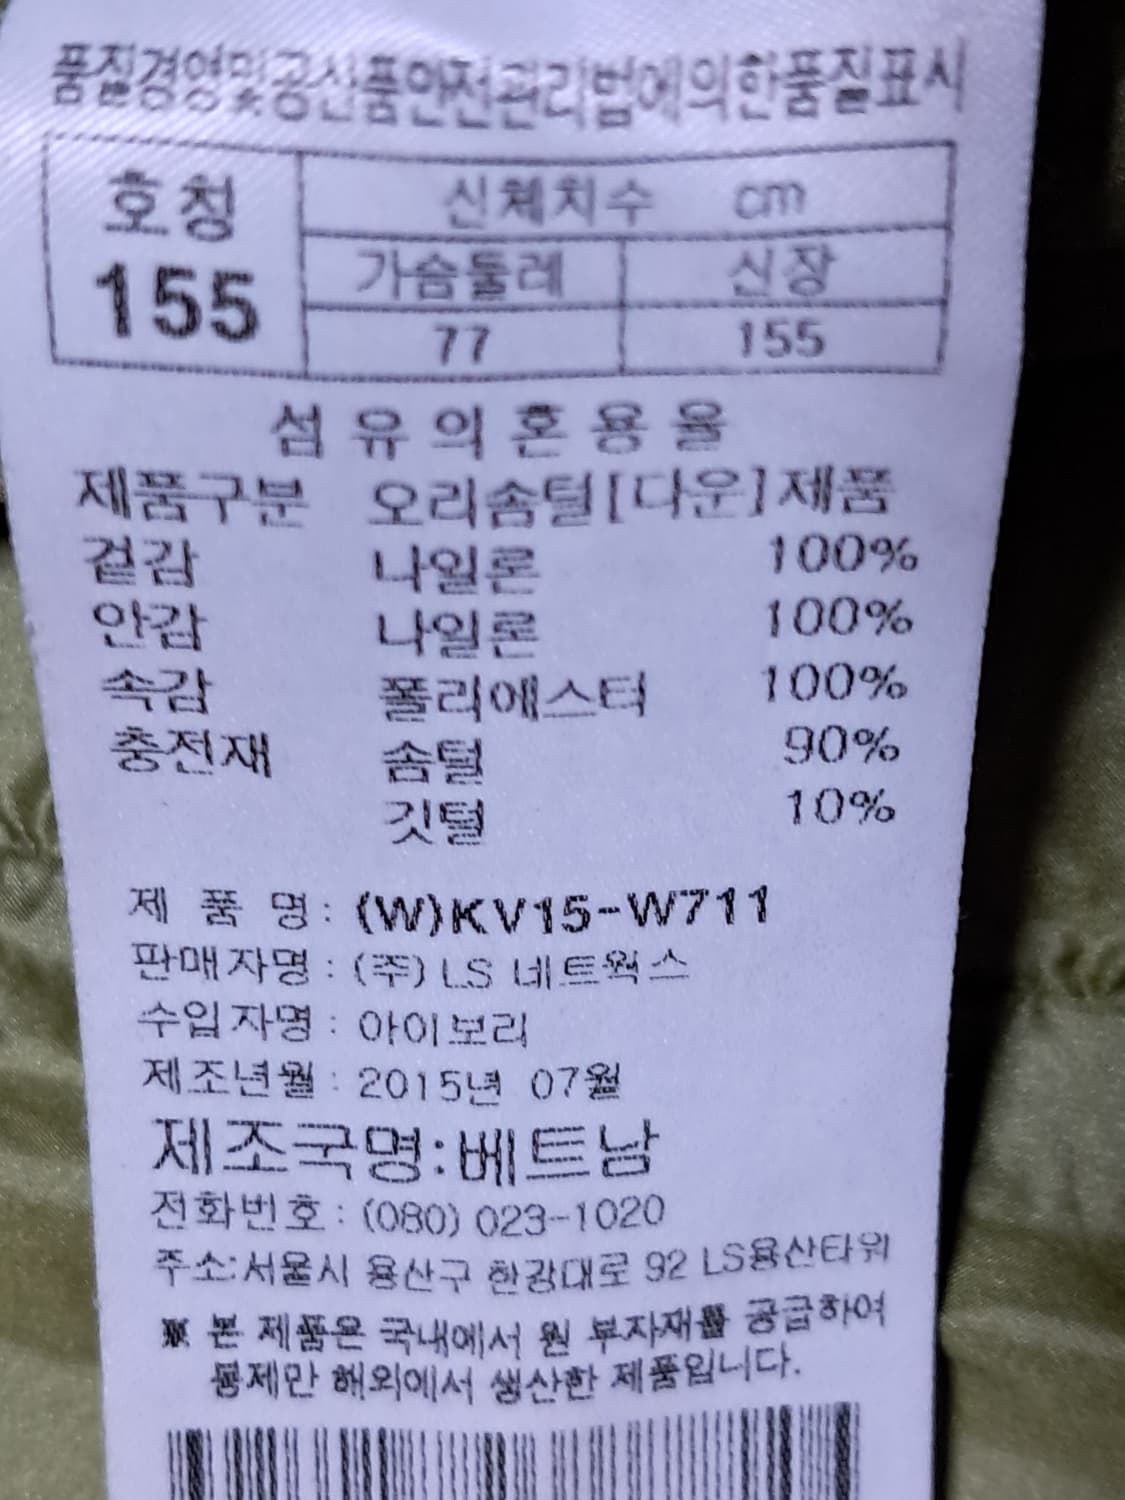 품질경영및공산품안전관리법에의한품질표시
호칭 신체치수 cm
가슴둘레 신장
155 77 155
섬유의혼용율
제품구분 오리솜털[다운]제품
겉감 나일론 100%
안감 나일론 100%
속감 폴리에스터 100%
충전재 솜털 90%
깃털 10%
제 품 명: (W)KV15-W711
판매자명: (주) LS 네트웍스
수입자명: 아이보리
제조년월: 2015년 07월
제조국명:베트남
전화번호: (080) 023-1020
주소:서울시 용산구 한강대로 92 LS용산타워
※ 본 제품은 국내에서 원 부자재를 공급하여
봉제만 해외에서 생산한 제품입니다.